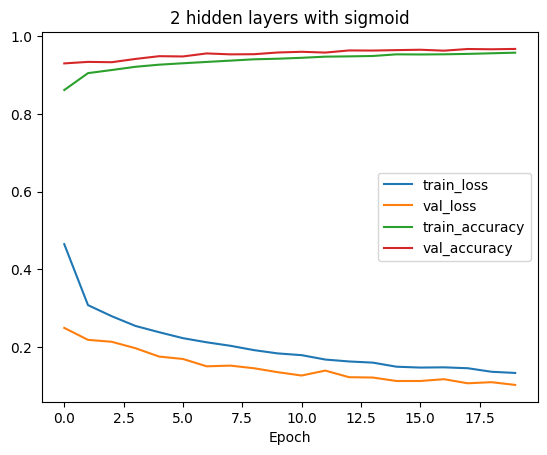 2 hidden layers with sigmoid
1.0
0.8
0.6
0.4
0.2
train_loss
val_loss
train_accuracy
val_accuracy
0.0 2.5 5.0 7.5 10.0 12.5 15.0 17.5
Epoch